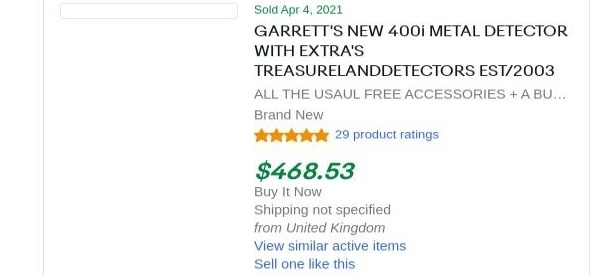 Sold Apr 4, 2021
GARRETT'S NEW 400i METAL DETECTOR
WITH EXTRA'S
TREASURELANDDETECTORS EST/2003
ALL THE USAUL FREE ACCESSORIES + A BU...
Brand New
29 product ratings
$468.53
Buy It Now
Shipping not specified
from United Kingdom
View similar active items
Sell one like this